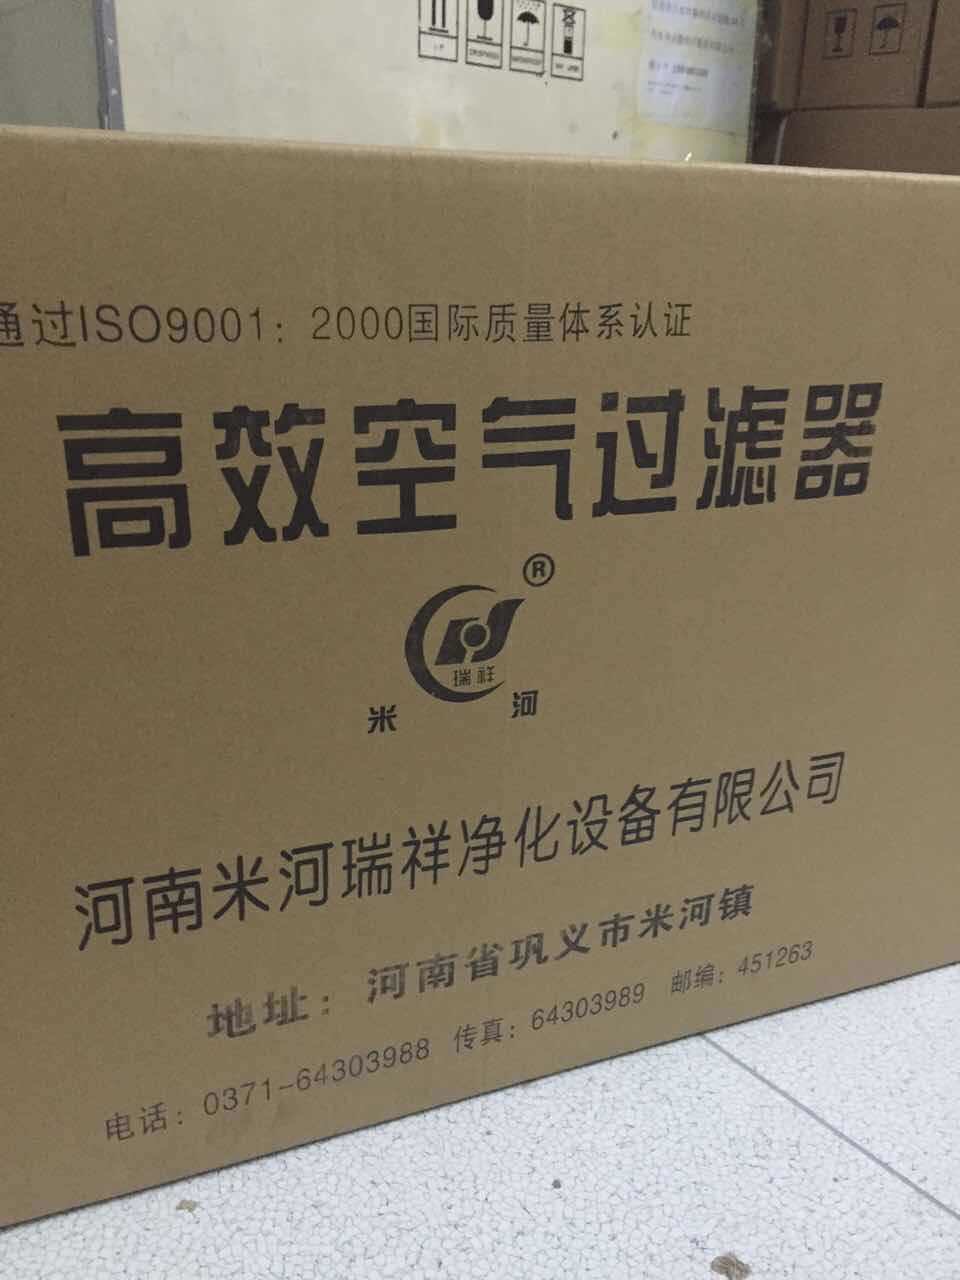 通过ISO9001：2000国际质量体系认证
高效空气过滤器
®
瑞祥
米河
河南米河瑞祥净化设备有限公司
地址：河南省巩义市米河镇
电话：0371-64303988 传真：64303989 邮编：451263